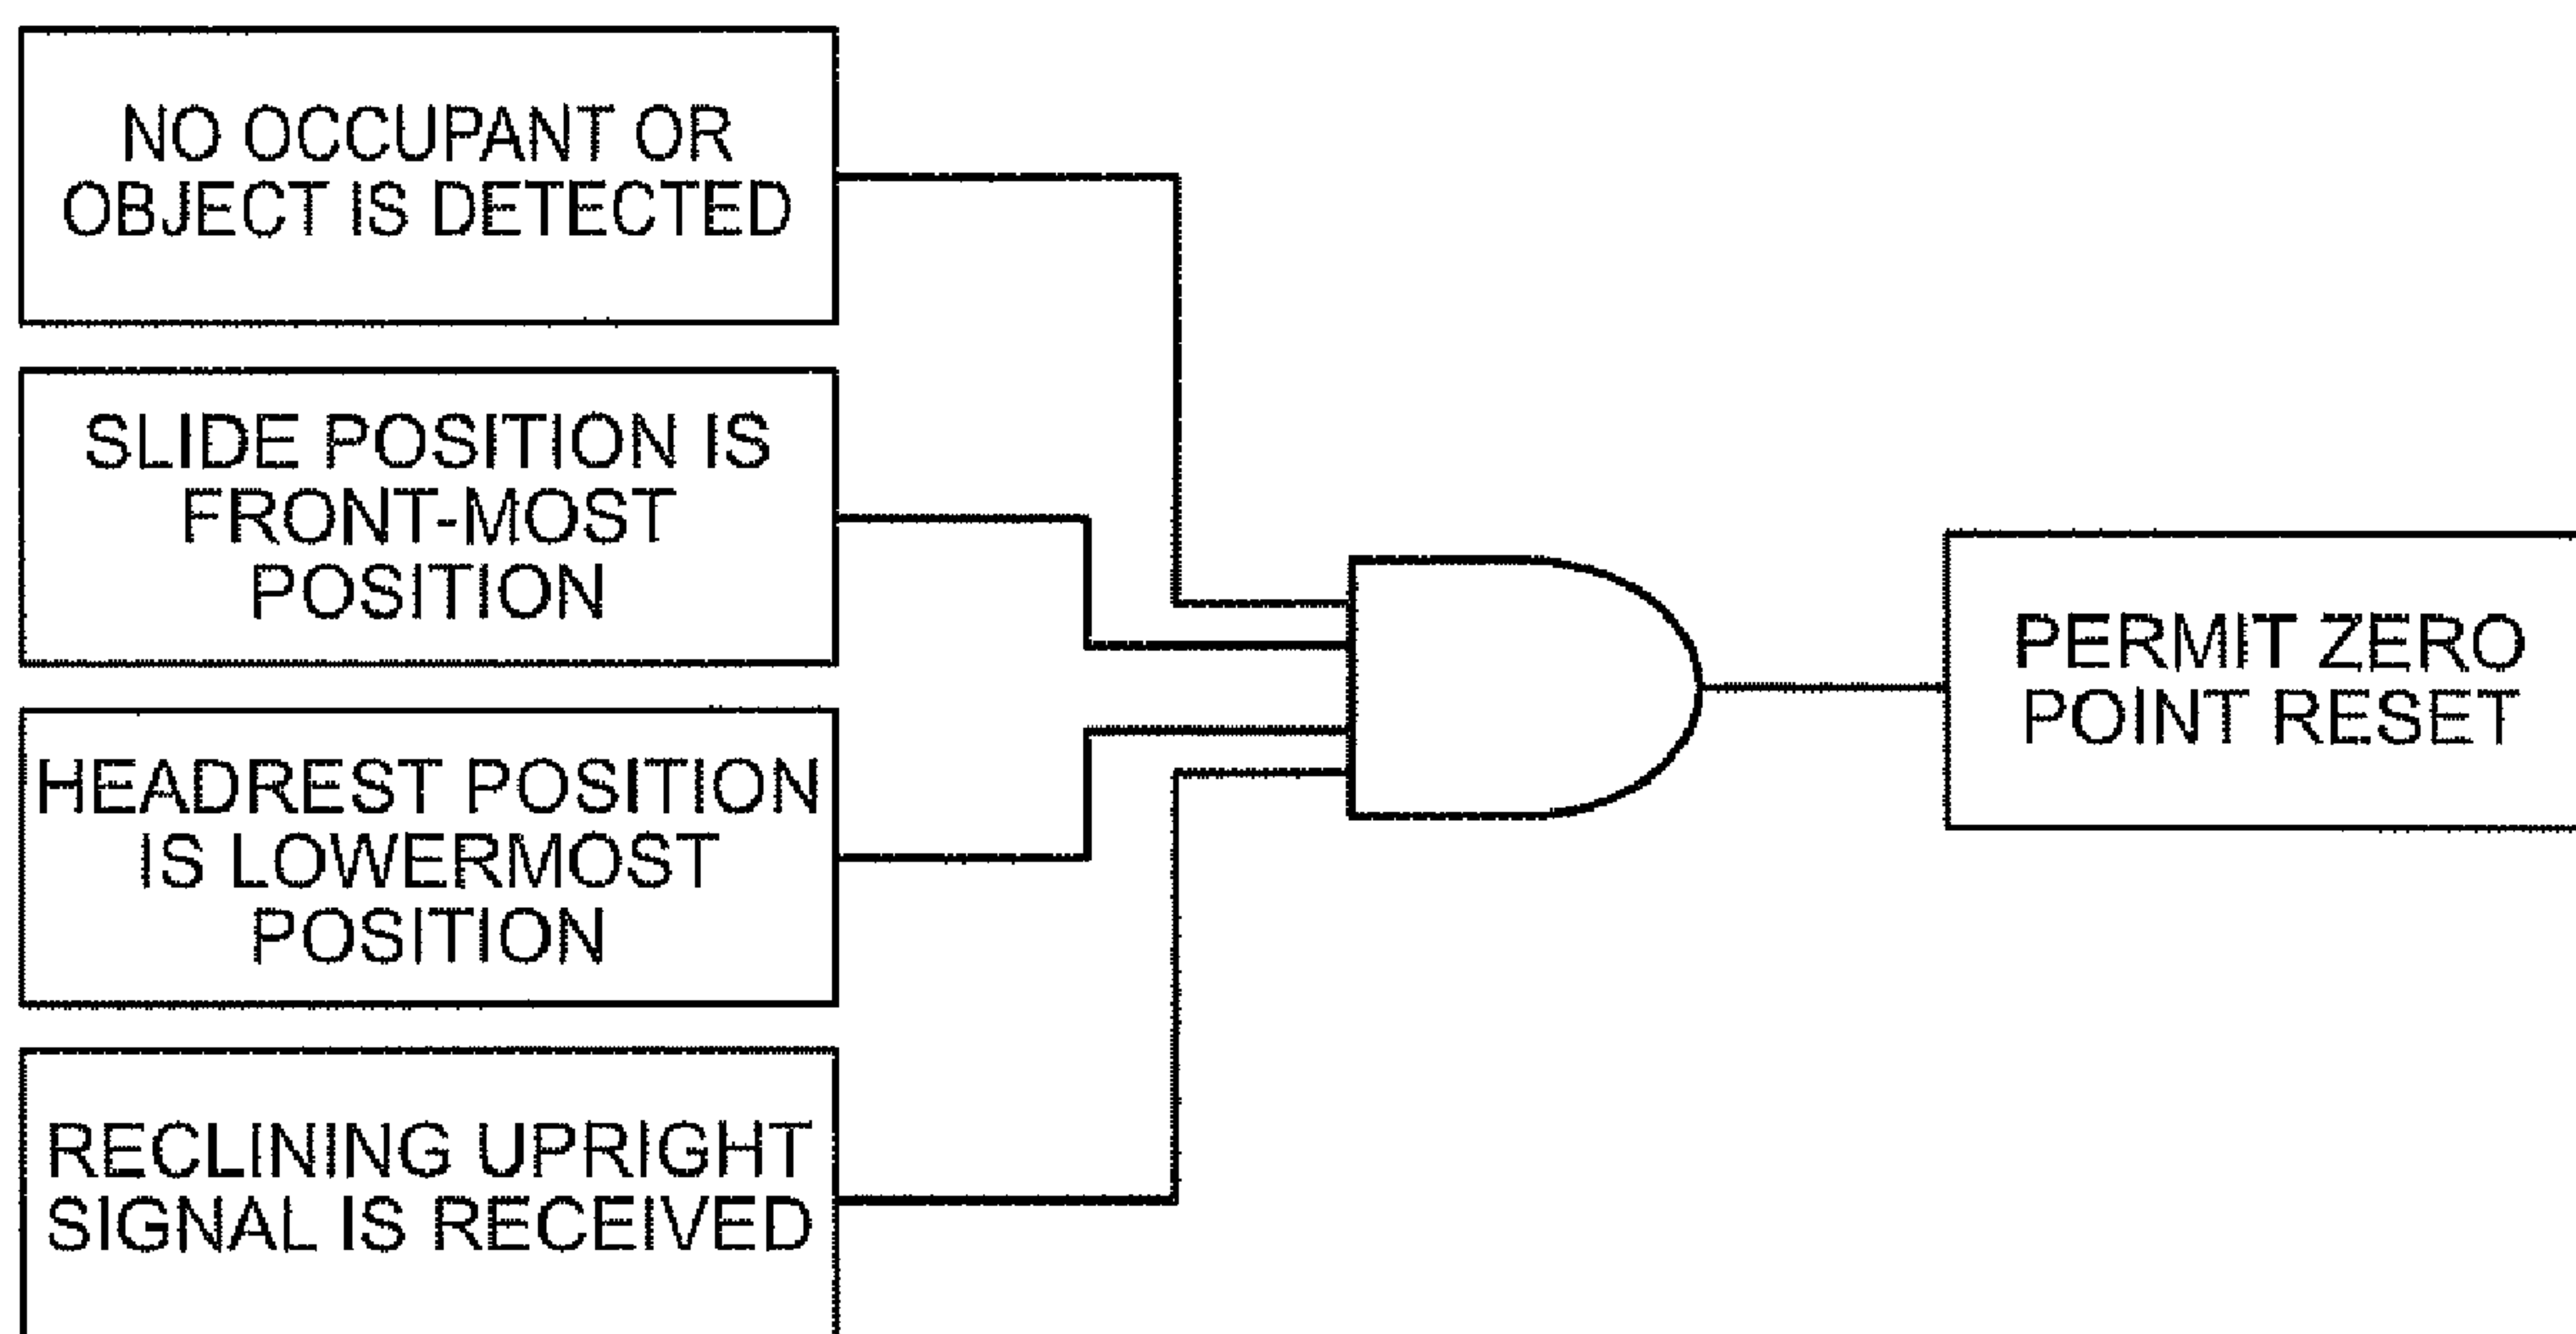 NO OCCUPANT OR
OBJECT IS DETECTED
SLIDE POSITION IS
FRONT-MOST
POSITION
HEADREST POSITION
IS LOWERMOST
POSITION
RECLINING UPRIGHT
SIGNAL IS RECEIVED
PERMIT ZERO
POINT RESET